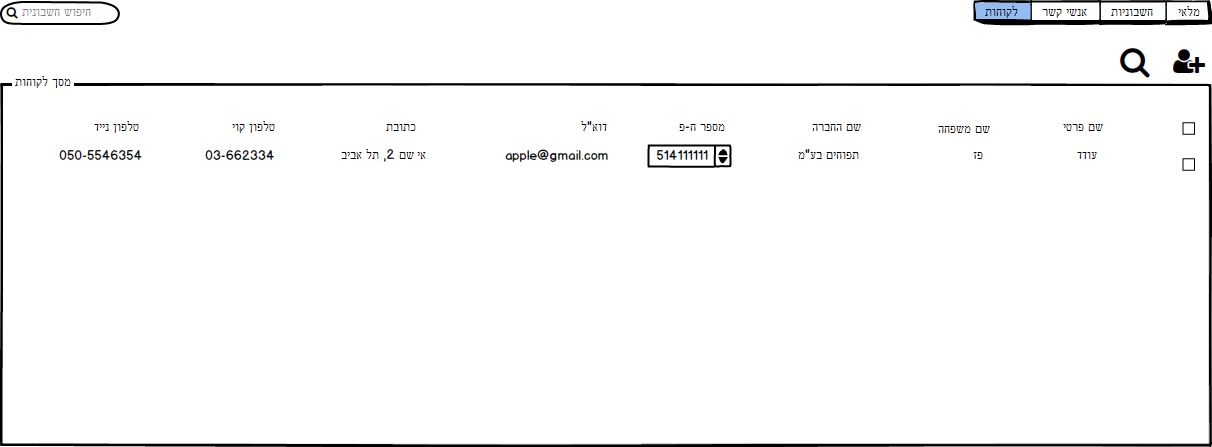 מלאי חשבוניות אנשי קשר לקוחות
חיפוש חשבונית
מסך לקוחות
שם פרטי שם משפחה שם החברה מספר ח-פ דוא"ל כתובת טלפון קוי טלפון נייד
עודד פז תפוחים בע"מ 514111111 apple@gmail.com אי שם 2, תל אביב 03-662334 050-5546354